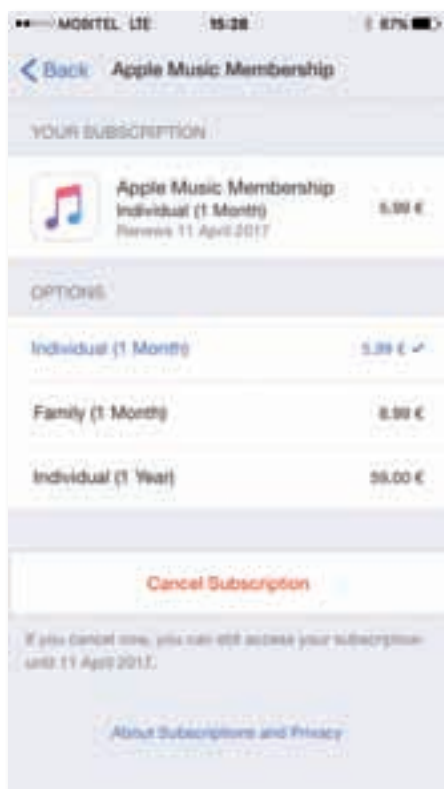 MOBITEL LTE 15:28 87%
Back Apple Music Membership
YOUR SUBSCRIPTION
Apple Music Membership
Individual (1 Month) 5.99 €
Renews 11 April 2017
OPTIONS
Individual (1 Month) 5.99 € ✓
Family (1 Month) 8.99 €
Individual (1 Year) 59.00 €
Cancel Subscription
If you cancel now, you can still access your subscription
until 11 April 2017.
About Subscriptions and Privacy